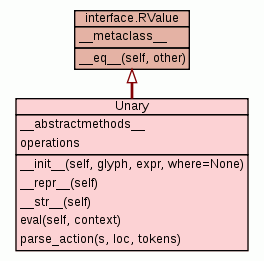 interface.RValue
__metaclass__
__eq__(self, other)
Unary
__abstractmethods__
operations
__init__(self, glyph, expr, where=None)
__repr__(self)
__str__(self)
eval(self, context)
parse_action(s, loc, tokens)